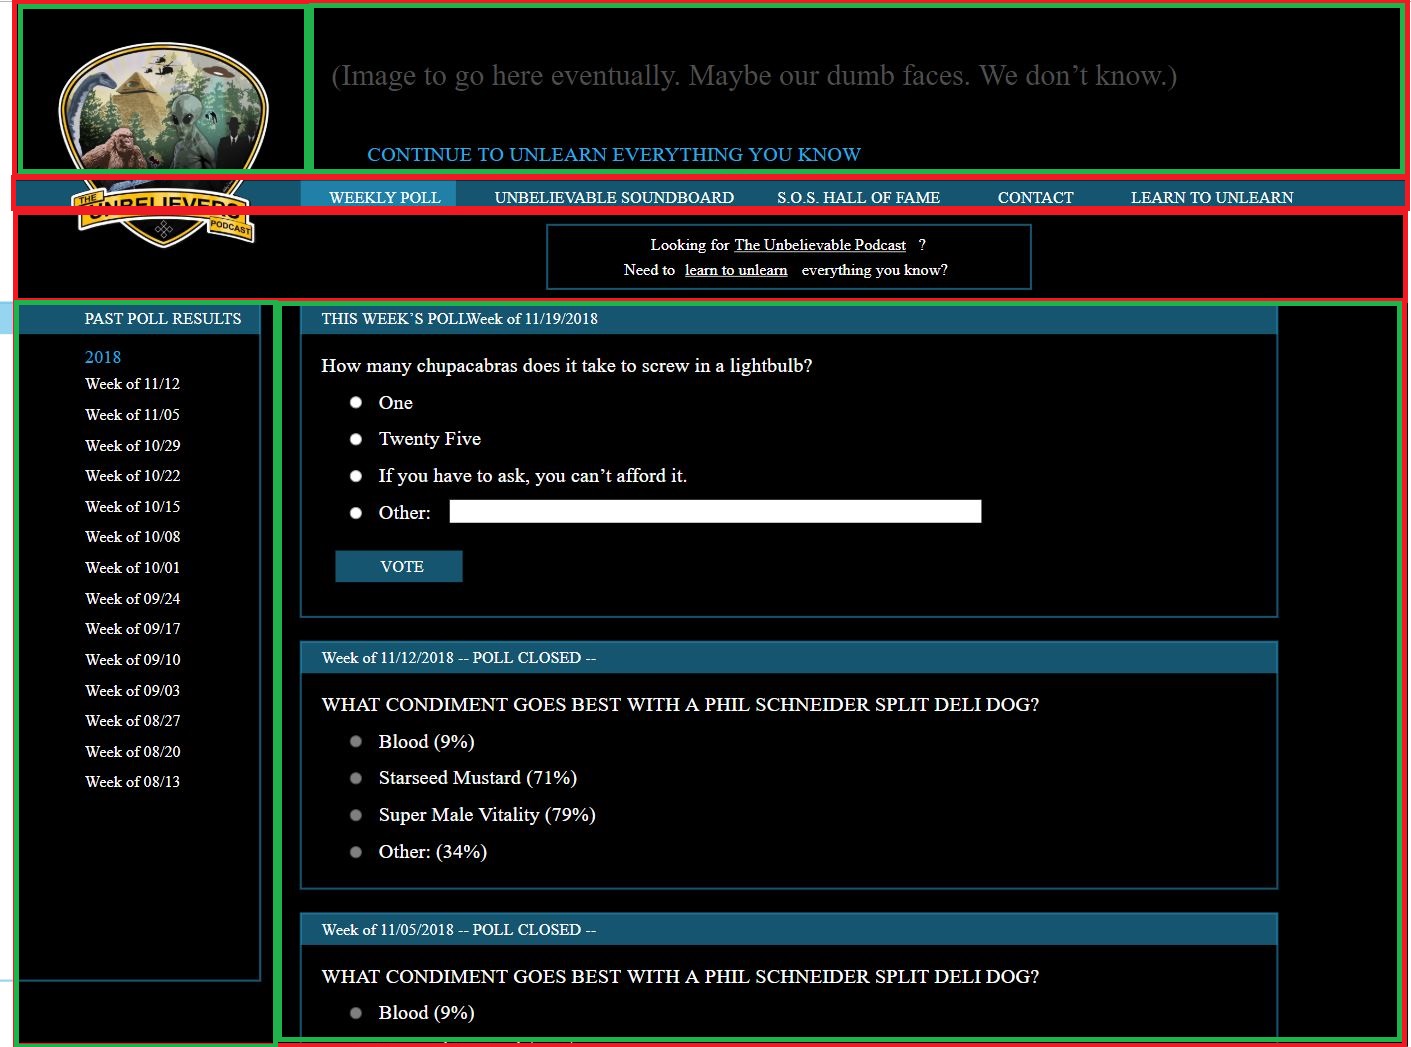 (Image to go here eventually. Maybe our dumb faces. We don’t know.)
CONTINUE TO UNLEARN EVERYTHING YOU KNOW
WEEKLY POLL UNBELIEVABLE SOUNDBOARD S.O.S. HALL OF FAME CONTACT LEARN TO UNLEARN
THE
UNBELIEVERS
PODCAST
Looking for The Unbelievable Podcast ?
Need to learn to unlearn everything you know?
PAST POLL RESULTS
2018
Week of 11/12
Week of 11/05
Week of 10/29
Week of 10/22
Week of 10/15
Week of 10/08
Week of 10/01
Week of 09/24
Week of 09/17
Week of 09/10
Week of 09/03
Week of 08/27
Week of 08/20
Week of 08/13
THIS WEEK’S POLLWeek of 11/19/2018
How many chupacabras does it take to screw in a lightbulb?
One
Twenty Five
If you have to ask, you can’t afford it.
Other:
VOTE
Week of 11/12/2018 -- POLL CLOSED --
WHAT CONDIMENT GOES BEST WITH A PHIL SCHNEIDER SPLIT DELI DOG?
Blood (9%)
Starseed Mustard (71%)
Super Male Vitality (79%)
Other: (34%)
Week of 11/05/2018 -- POLL CLOSED --
WHAT CONDIMENT GOES BEST WITH A PHIL SCHNEIDER SPLIT DELI DOG?
Blood (9%)